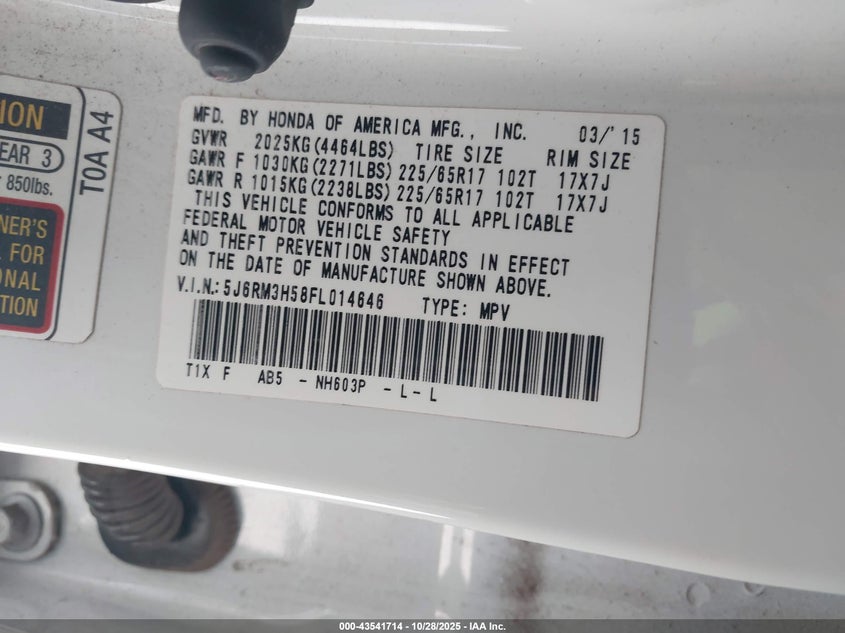 ION
EAR 3
850lbs.
T0A A4
NER'S
FOR
ONAL
TION
MFD. BY HONDA OF AMERICA MFG., INC. 03/'15
GVWR 2025KG(4464LBS) TIRE SIZE RIM SIZE
GAWR F 1030KG(2271LBS) 225/65R17 102T 17X7J
GAWR R 1015KG(2238LBS) 225/65R17 102T 17X7J
THIS VEHICLE CONFORMS TO ALL APPLICABLE
FEDERAL MOTOR VEHICLE SAFETY
AND THEFT PREVENTION STANDARDS IN EFFECT
ON THE DATE OF MANUFACTURE SHOWN ABOVE.
V.I.N.: 5J6RM3H58FL014646 TYPE: MPV
T1X F AB5 - NH603P - L - L
000-43541714 - 10/28/2025 - IAA Inc.